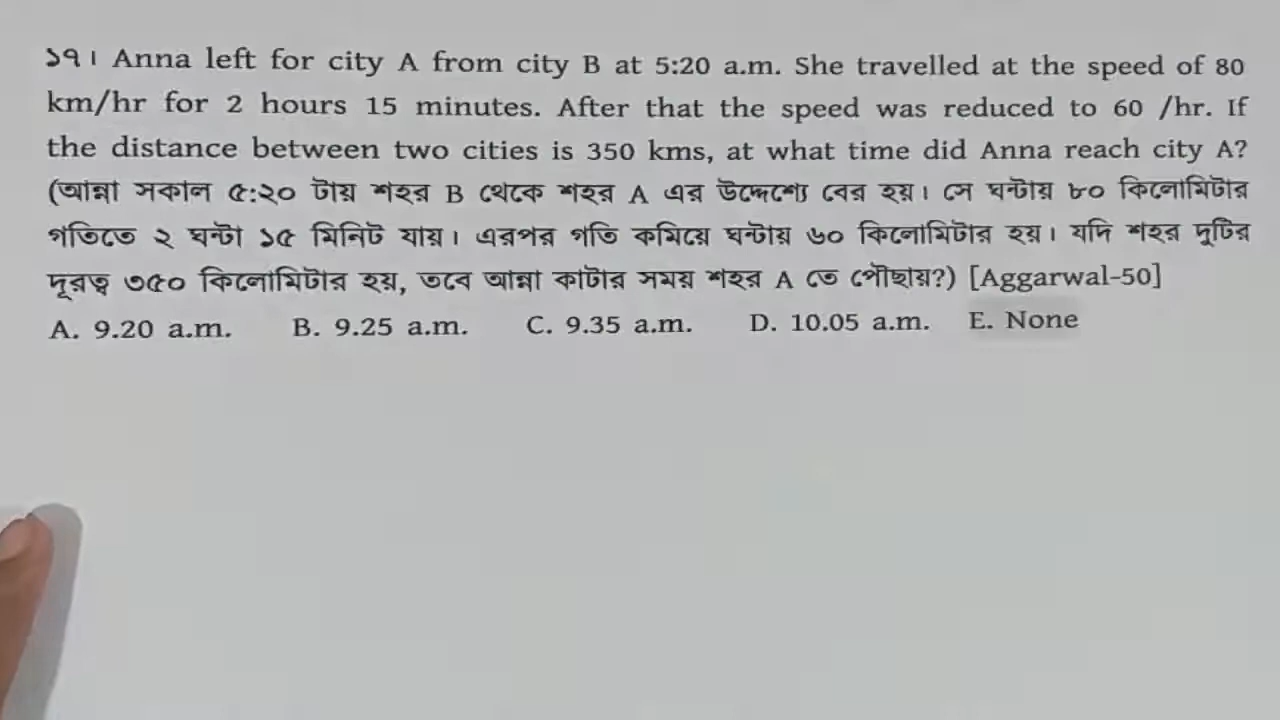 ১৭। Anna left for city A from city B at 5:20 a.m. She travelled at the speed of 80
km/hr for 2 hours 15 minutes. After that the speed was reduced to 60 /hr. If
the distance between two cities is 350 kms, at what time did Anna reach city A?
(আন্না সকাল ৫:২০ টায় শহর B থেকে শহর A এর উদ্দেশ্যে বের হয়। সে ঘন্টায় ৮০ কিলোমিটার
গতিতে ২ ঘন্টা ১৫ মিনিট যায়। এরপর গতি কমিয়ে ঘন্টায় ৬০ কিলোমিটার হয়। যদি শহর দুটির
দূরত্ব ৩৫০ কিলোমিটার হয়, তবে আন্না কাটার সময় শহর A তে পৌছায়?) [Aggarwal-50]
A. 9.20 a.m. B. 9.25 a.m. C. 9.35 a.m. D. 10.05 a.m. E. None